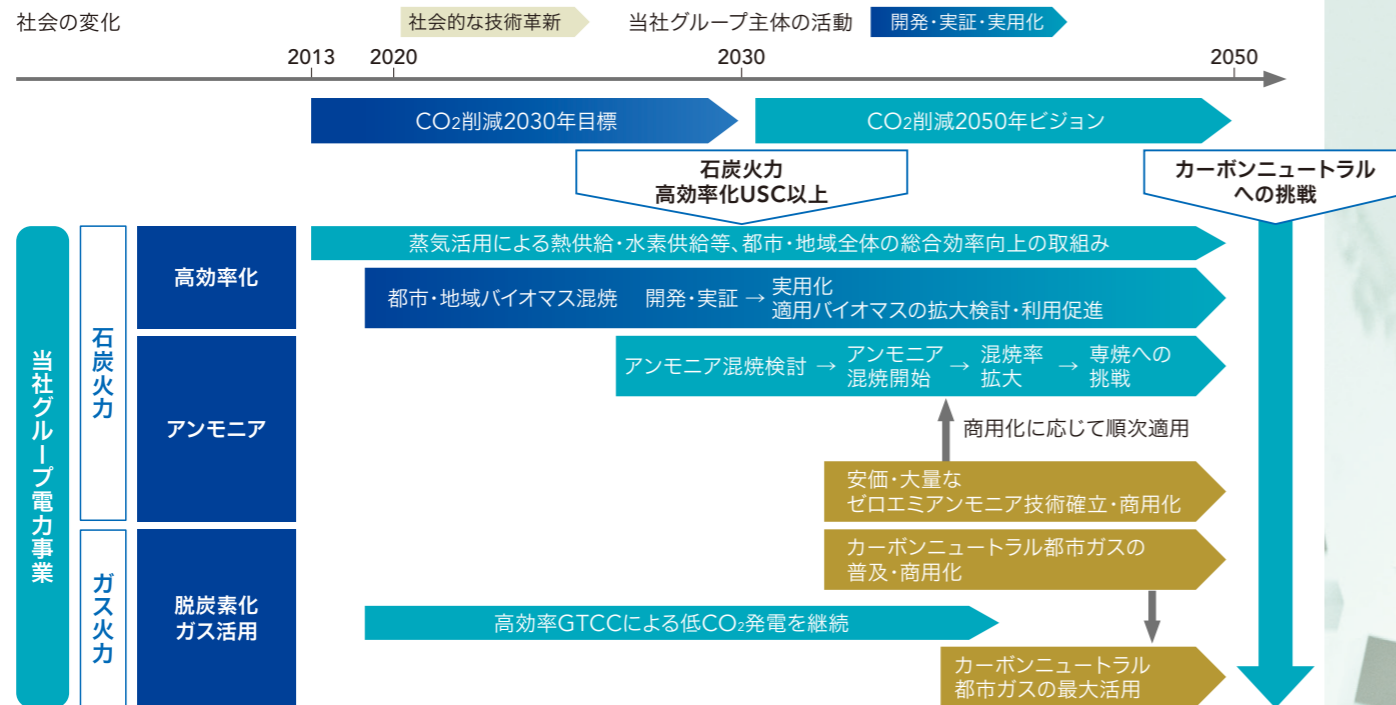 社会の変化
社会的な技術革新
当社グループ主体の活動
開発・実証・実用化
2013
2020
2030
2050
CO₂削減2030年目標
CO₂削減2050年ビジョン
石炭火力
高効率化USC以上
カーボンニュートラル
への挑戦
当社グループ電力事業
石炭火力
高効率化
蒸気活用による熱供給・水素供給等、都市・地域全体の総合効率向上の取組み
都市・地域バイオマス混焼 開発・実証 → 実用化
適用バイオマスの拡大検討・利用促進
アンモニア
アンモニア混焼検討 → アンモニア
混焼開始 → 混焼率
拡大 → 専焼への
挑戦
商用化に応じて順次適用
安価・大量な
ゼロエミアンモニア技術確立・商用化
ガス火力
脱炭素化
ガス活用
カーボンニュートラル都市ガスの
普及・商用化
高効率GTCCによる低CO₂発電を継続
カーボンニュートラル
都市ガスの最大活用